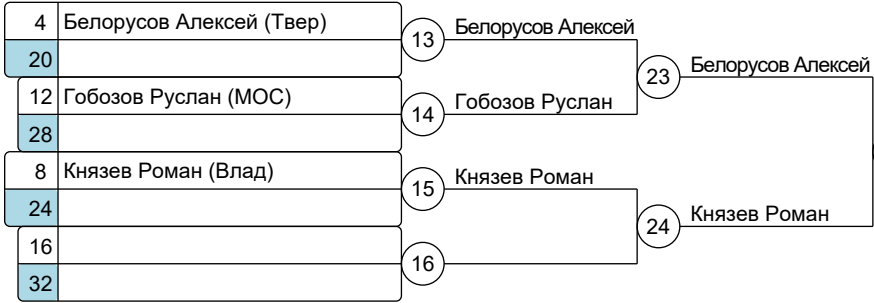 4 Белорусов Алексей (Твер)
20
13
Белорусов Алексей
12 Гобозов Руслан (МОС)
28
14
Гобозов Руслан
23
Белорусов Алексей
8 Князев Роман (Влад)
24
15
Князев Роман
16
32
16
24
Князев Роман